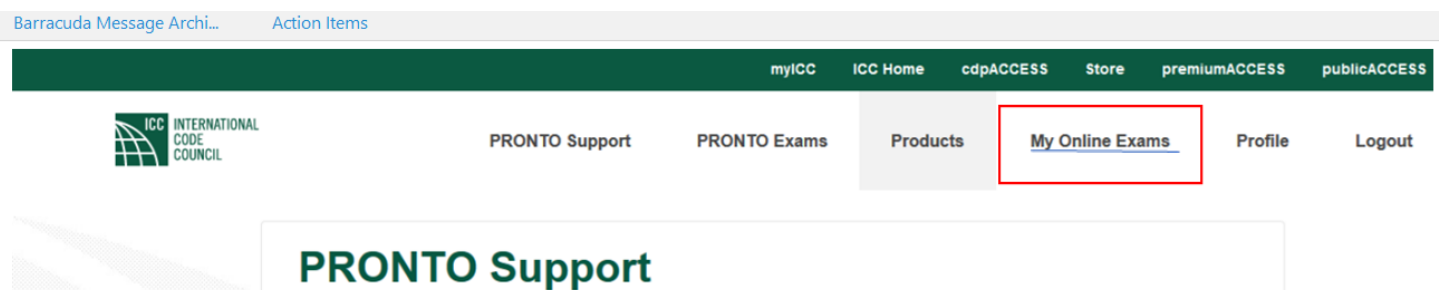 Barracuda Message Archi... Action Items
myICC ICC Home cdpACCESS Store premiumACCESS publicACCESS
ICC INTERNATIONAL
CODE
COUNCIL
PRONTO Support PRONTO Exams Products My Online Exams Profile Logout
PRONTO Support